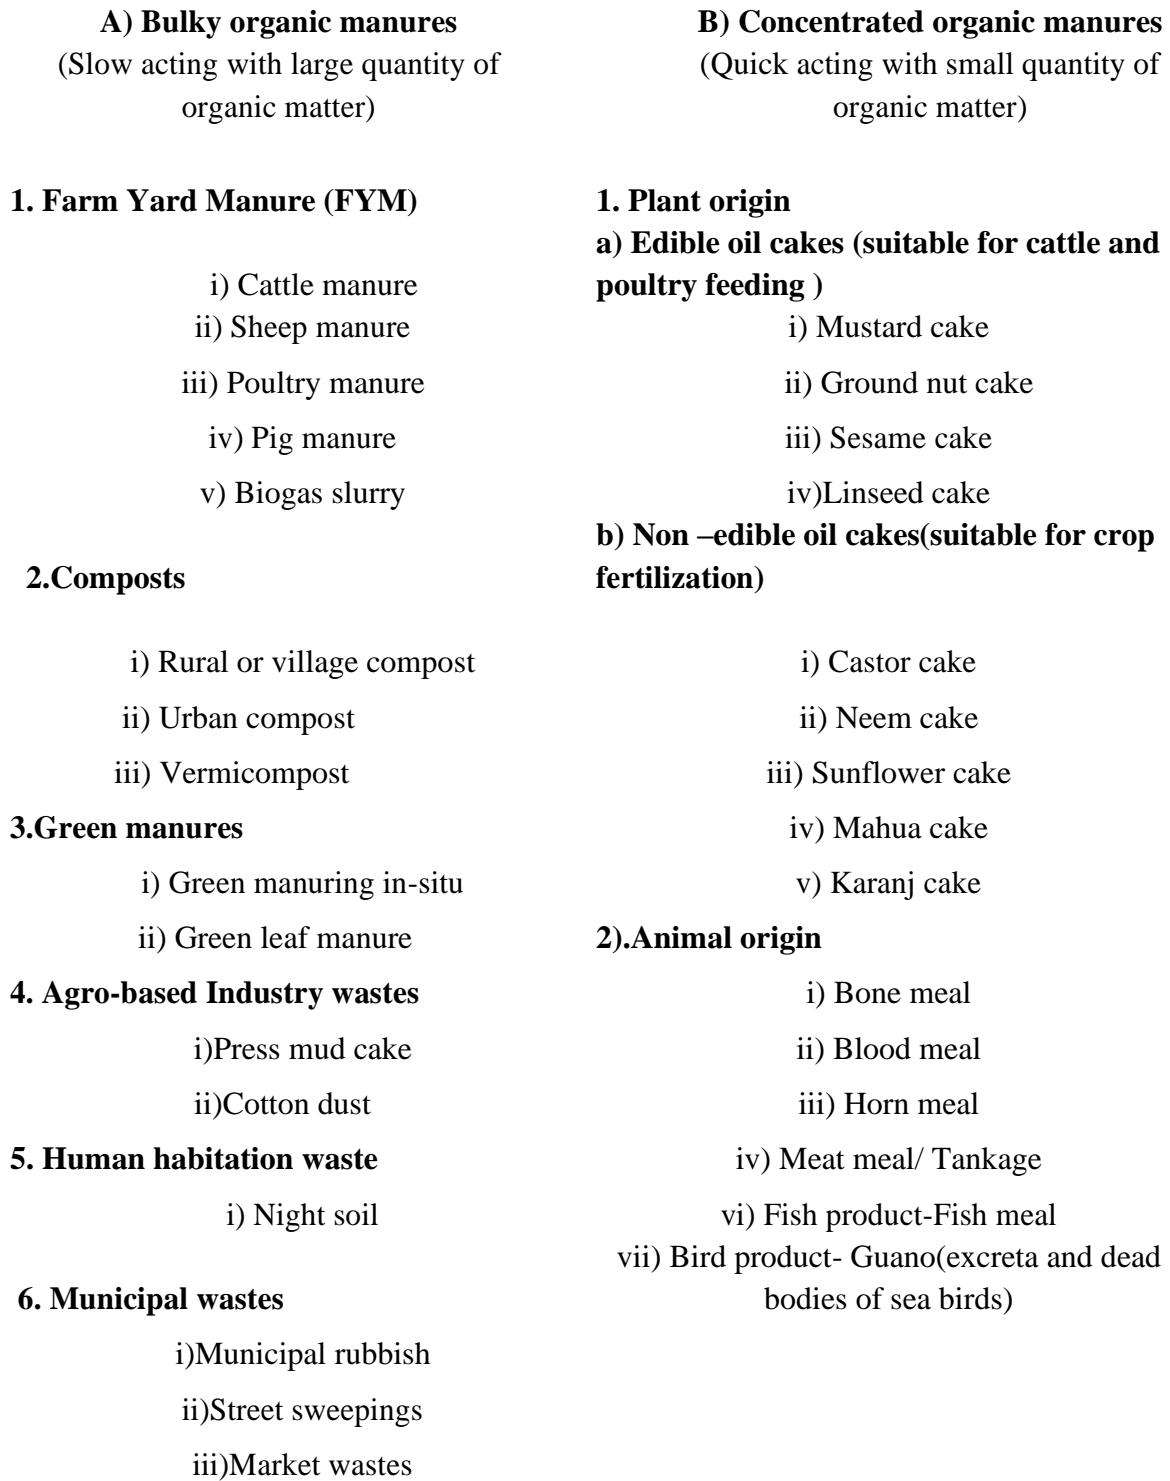 A) Bulky organic manures
(Slow acting with large quantity of
organic matter)
1. Farm Yard Manure (FYM)
i) Cattle manure
ii) Sheep manure
iii) Poultry manure
iv) Pig manure
v) Biogas slurry
2.Composts
i) Rural or village compost
ii) Urban compost
iii) Vermicompost
3.Green manures
i) Green manuring in-situ
ii) Green leaf manure
4. Agro-based Industry wastes
i)Press mud cake
ii)Cotton dust
5. Human habitation waste
i) Night soil
6. Municipal wastes
i)Municipal rubbish
ii)Street sweepings
iii)Market wastes
B) Concentrated organic manures
(Quick acting with small quantity of
organic matter)
1. Plant origin
a) Edible oil cakes (suitable for cattle and
poultry feeding )
i) Mustard cake
ii) Ground nut cake
iii) Sesame cake
iv)Linseed cake
b) Non –edible oil cakes(suitable for crop
fertilization)
i) Castor cake
ii) Neem cake
iii) Sunflower cake
iv) Mahua cake
v) Karanj cake
2).Animal origin
i) Bone meal
ii) Blood meal
iii) Horn meal
iv) Meat meal/ Tankage
vi) Fish product-Fish meal
vii) Bird product- Guano(excreta and dead
bodies of sea birds)